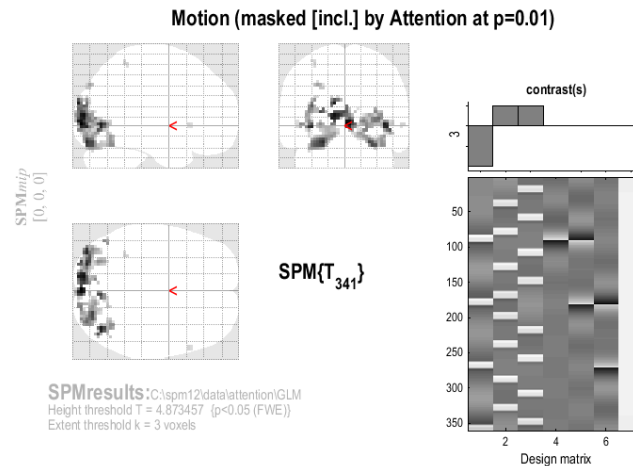 Motion (masked [incl.] by Attention at p=0.01)
contrast(s)
3
<
<
<
SPMmip
[0, 0, 0]
SPM{T341}
50
100
150
200
250
300
350
2 4 6
Design matrix
SPMresults: C:\spm12\data\attention\GLM
Height threshold T = 4.873457 {p<0.05 (FWE)}
Extent threshold k = 3 voxels